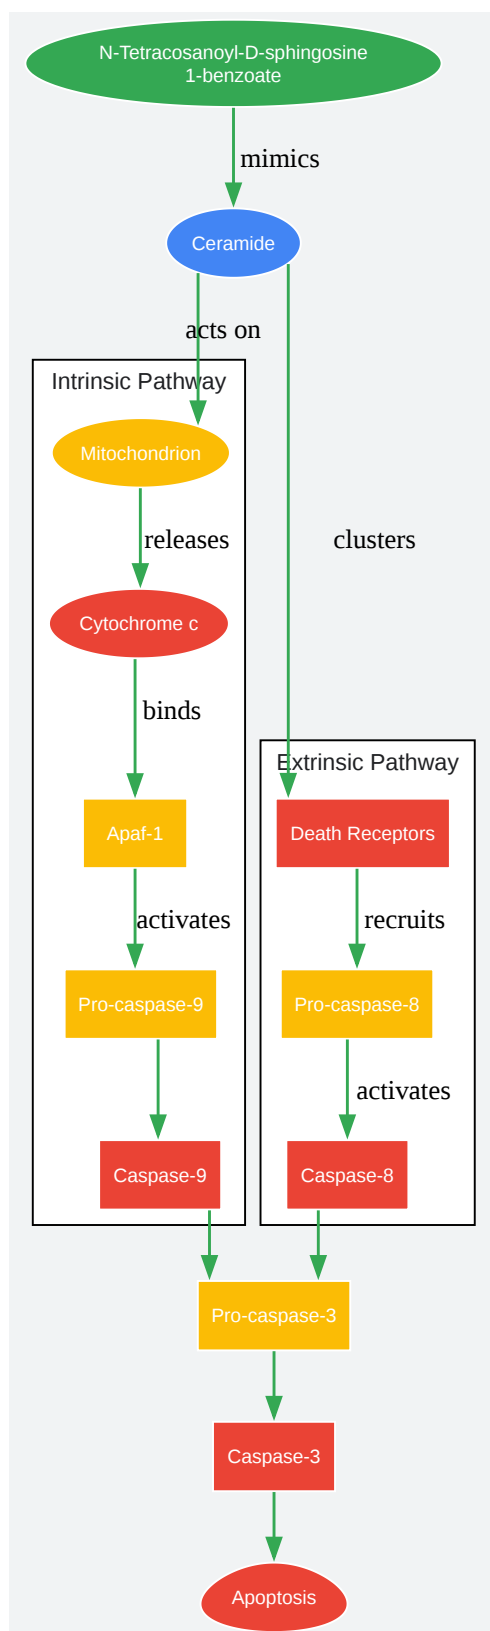 N-Tetracosanoyl-D-sphingosine
1-benzoate
mimics
Ceramide
acts on
Intrinsic Pathway
Mitochondrion
releases
clusters
Cytochrome c
binds
Extrinsic Pathway
Apaf-1
Death Receptors
activates
recruits
Pro-caspase-9
Pro-caspase-8
activates
Caspase-9
Caspase-8
Pro-caspase-3
Caspase-3
Apoptosis